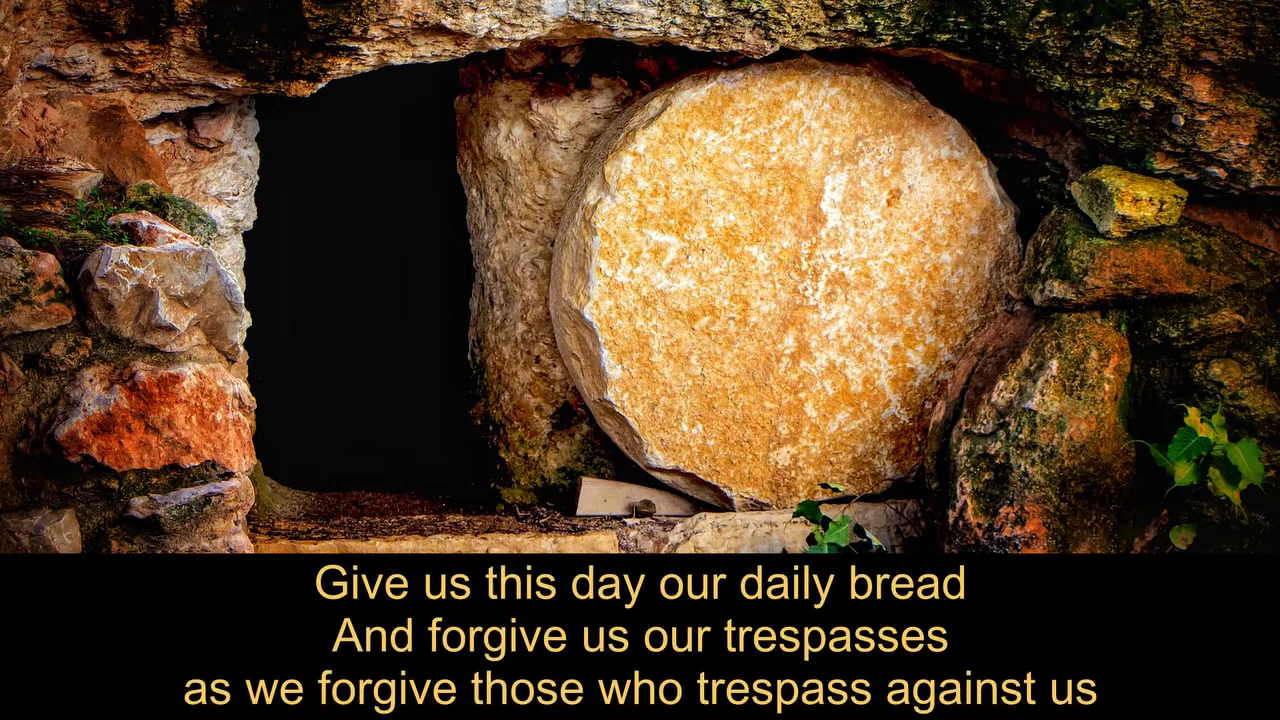 Give us this day our daily bread
And forgive us our trespasses
as we forgive those who trespass against us